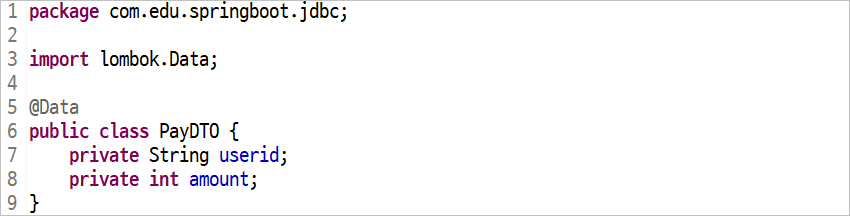 1 package com.edu.springboot.jdbc;
2
3 import lombok.Data;
4
5 @Data
6 public class PayDTO {
7     private String userid;
8     private int amount;
9 }